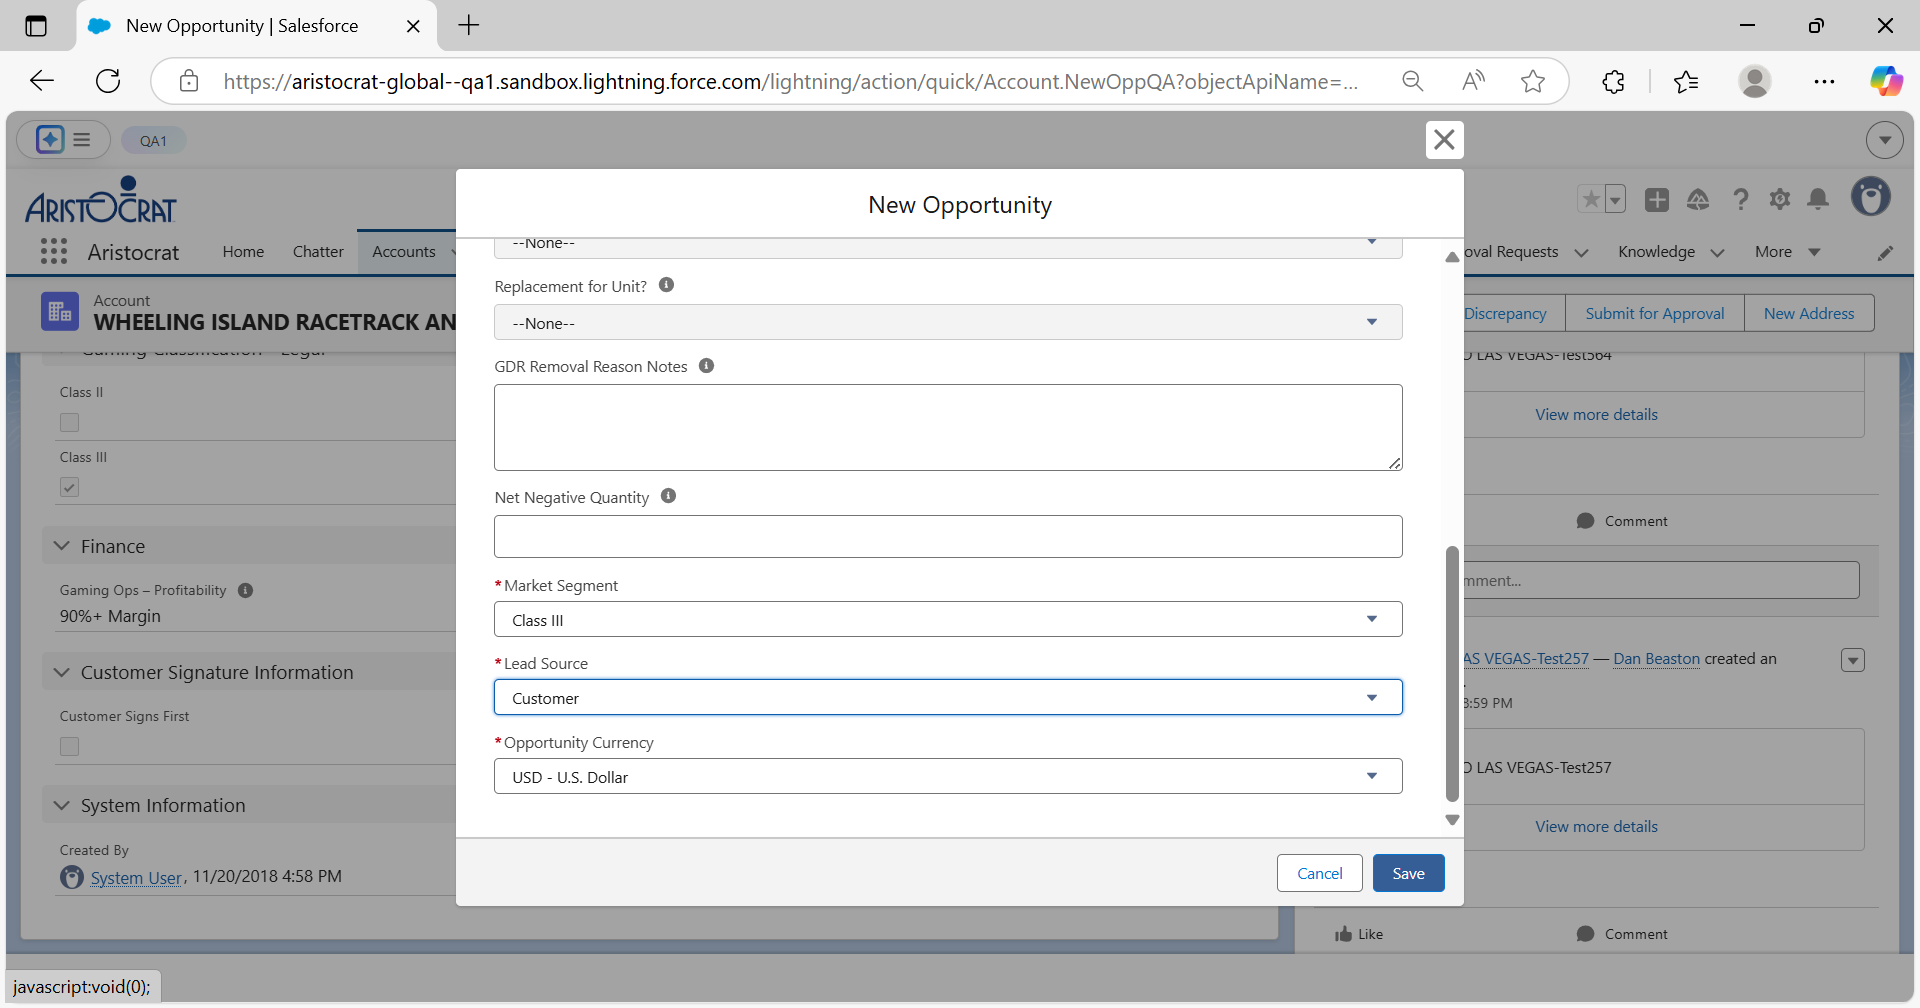 New Opportunity | Salesforce
https://aristocrat-global--qa1.sandbox.lightning.force.com/lightning/action/quick/Account.NewOppQA?objectApiName=...
QA1
ARISTOCRAT
Aristocrat
Home
Chatter
Accounts
oval Requests
Knowledge
More
Account
WHEELING ISLAND RACETRACK AN
Discrepancy
Submit for Approval
New Address
Gaming Classification - Legal
Class II
Class III
Finance
Gaming Ops – Profitability
90%+ Margin
Customer Signature Information
Customer Signs First
System Information
Created By
System User, 11/20/2018 4:58 PM
New Opportunity
--None--
Replacement for Unit?
--None--
GDR Removal Reason Notes
Net Negative Quantity
*Market Segment
Class III
*Lead Source
Customer
*Opportunity Currency
USD - U.S. Dollar
Cancel
Save
O LAS VEGAS-Test564
View more details
Comment
mment...
AS VEGAS-Test257 — Dan Beaston created an
3:59 PM
O LAS VEGAS-Test257
View more details
Like
Comment
javascript:void(0);